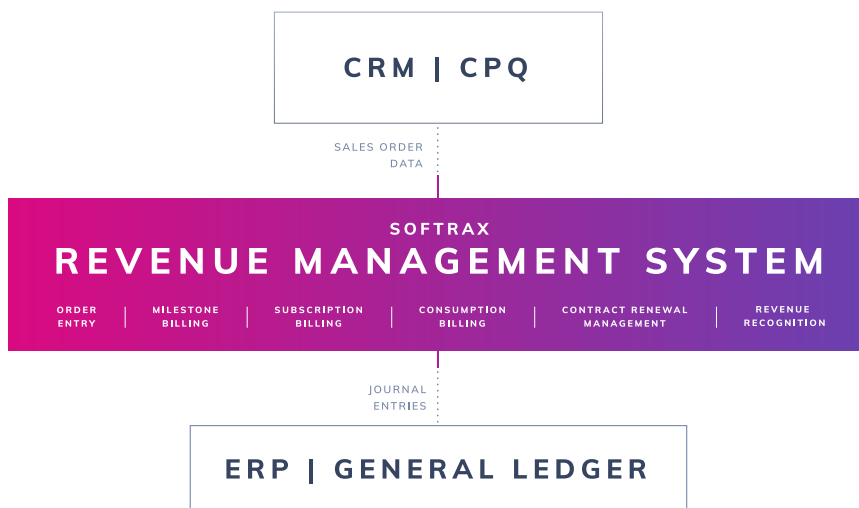 CRM | CPQ
SALES ORDER
DATA
SOFTRAX
REVENUE MANAGEMENT SYSTEM
ORDER
ENTRY
MILESTONE
BILLING
SUBSCRIPTION
BILLING
CONSUMPTION
BILLING
CONTRACT RENEWAL
MANAGEMENT
REVENUE
RECOGNITION
JOURNAL
ENTRIES
ERP | GENERAL LEDGER